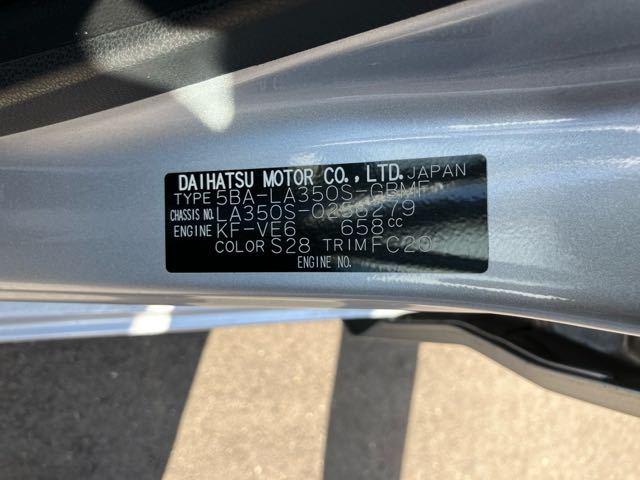 DAIHATSU MOTOR CO.,LTD. JAPAN
TYPE 5BA-LA350S-GBMF
CHASSIS NO. LA350S-0256279
ENGINE KF-VE6 658cc
COLOR S28 TRIM FC20
ENGINE NO.